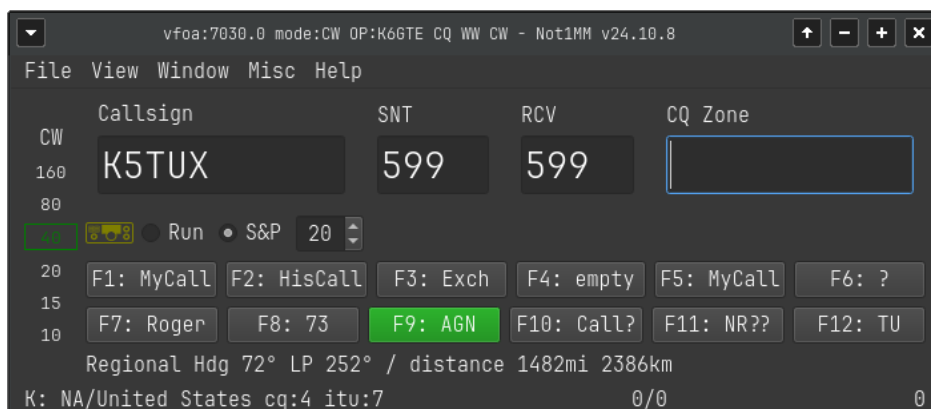 vfoa:7030.0 mode:CW OP:K6GTE CQ WW CW - Not1MM v24.10.8
File View Window Misc Help
Callsign SNT RCV CQ Zone
CW
K5TUX 599 599
160
80
Run S&P 20
40
20
F1: MyCall F2: HisCall F3: Exch F4: empty F5: MyCall F6: ?
15
F7: Roger F8: 73 F9: AGN F10: Call? F11: NR?? F12: TU
10
Regional Hdg 72° LP 252° / distance 1482mi 2386km
K: NA/United States cq:4 itu:7 0/0 0